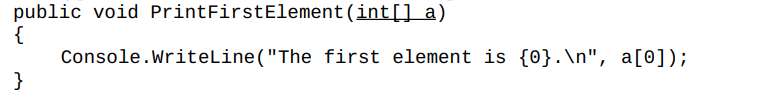 public void PrintFirstElement(int[] a)
{
    Console.WriteLine("The first element is {0}.\n", a[0]);
}